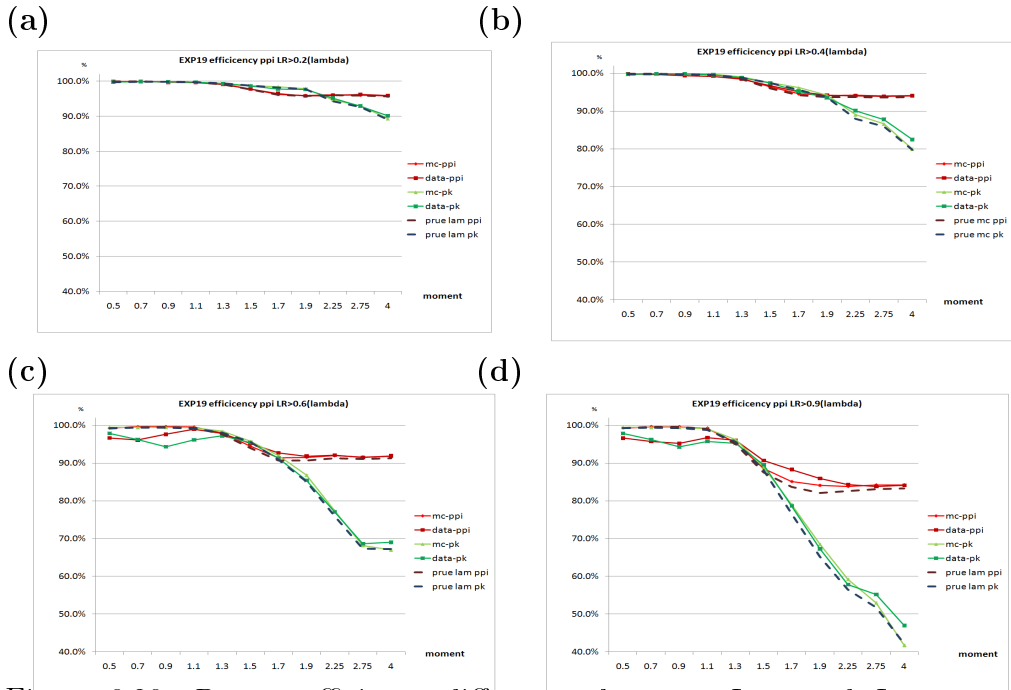 (a)
EXP19 efficicency ppi LR>0.2(lambda)
%
100.0%
90.0%
80.0%
70.0%
60.0%
50.0%
40.0%
0.5 0.7 0.9 1.1 1.3 1.5 1.7 1.9 2.25 2.75 4
moment
mc-ppi
data-ppi
mc-pk
data-pk
prue lam ppi
prue lam pk
(b)
EXP19 efficicency ppi LR>0.4(lambda)
%
100.0%
90.0%
80.0%
70.0%
60.0%
50.0%
40.0%
0.5 0.7 0.9 1.1 1.3 1.5 1.7 1.9 2.25 2.75 4
moment
mc-ppi
data-ppi
mc-pk
data-pk
prue mc ppi
prue mc pk
(c)
EXP19 efficicency ppi LR>0.6(lambda)
%
100.0%
90.0%
80.0%
70.0%
60.0%
50.0%
40.0%
0.5 0.7 0.9 1.1 1.3 1.5 1.7 1.9 2.25 2.75 4
moment
mc-ppi
data-ppi
mc-pk
data-pk
prue lam ppi
prue lam pk
(d)
EXP19 efficicency ppi LR>0.9(lambda)
%
100.0%
90.0%
80.0%
70.0%
60.0%
50.0%
40.0%
0.5 0.7 0.9 1.1 1.3 1.5 1.7 1.9 2.25 2.75 4
moment
mc-ppi
data-ppi
mc-pk
data-pk
prue lam ppi
prue lam pk